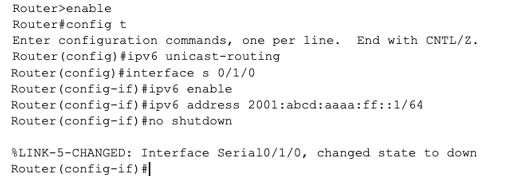 Router>enable
Router#config t
Enter configuration commands, one per line.  End with CNTL/Z.
Router(config)#ipv6 unicast-routing
Router(config)#interface s 0/1/0
Router(config-if)#ipv6 enable
Router(config-if)#ipv6 address 2001:abcd:aaaa:ff::1/64
Router(config-if)#no shutdown
%LINK-5-CHANGED: Interface Serial0/1/0, changed state to down
Router(config-if)#